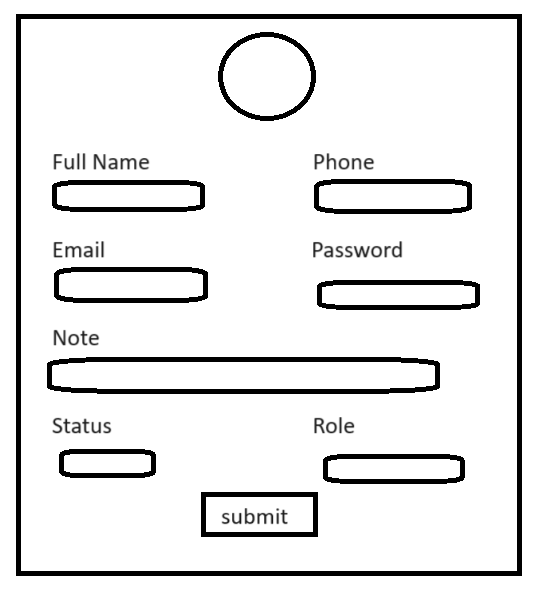 Full Name Phone
Email Password
Note
Status Role
submit